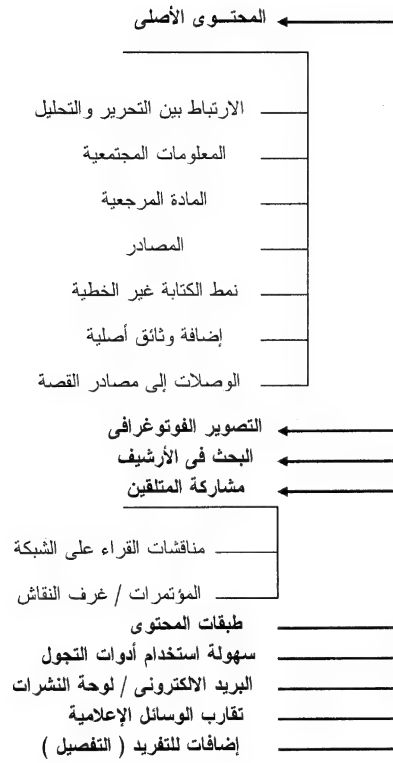 المحتـــوى الأصلى
الارتباط بين التحرير والتحليل
المعلومات المجتمعية
المادة المرجعية
المصادر
نمط الكتابة غير الخطية
إضافة وثائق أصلية
الوصلات إلى مصادر القصة
التصوير الفوتوغرافى
البحث فى الأرشيف
مشاركة المتلقين
مناقشات القراء على الشبكة
المؤتمرات / غرف النقاش
طبقات المحتوى
سهولة استخدام أدوات التجول
البريد الالكترونى / لوحة النشرات
تقارب الوسائل الإعلامية
إضافات للتفريد ( التفصيل )